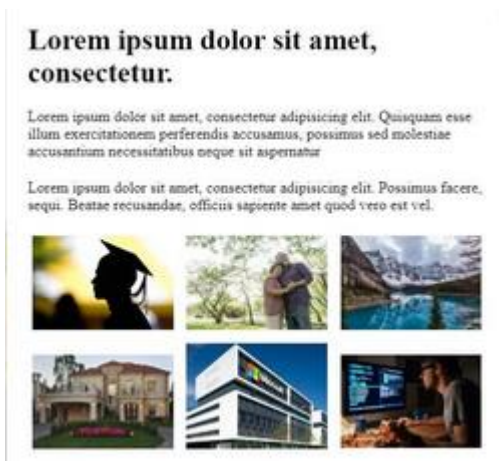 Lorem ipsum dolor sit amet,
consectetur.
Lorem ipsum dolor sit amet, consectetur adipisicing elit. Quisquam esse
illum exercitationem perferendis accusamus, possimus sed molestiae
accusantium necessitatibus neque sit aspernatur
Lorem ipsum dolor sit amet, consectetur adipisicing elit. Possimus facere,
sequi. Beatae recusandae, officiis sapiente amet quod vero est vel.